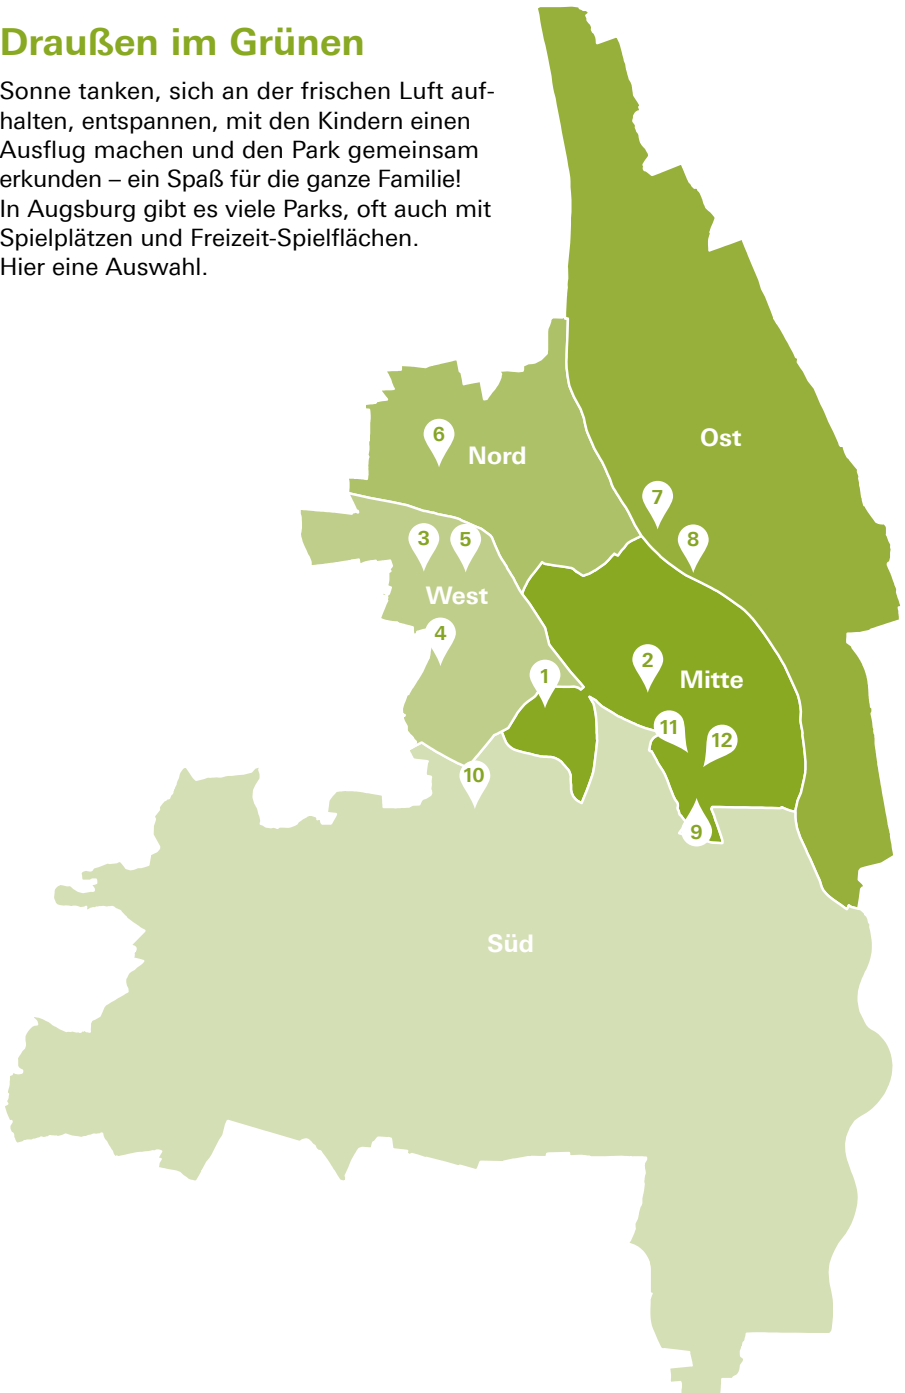 Draußen im Grünen
Sonne tanken, sich an der frischen Luft auf-
halten, entspannen, mit den Kindern einen
Ausflug machen und den Park gemeinsam
erkunden – ein Spaß für die ganze Familie!
In Augsburg gibt es viele Parks, oft auch mit
Spielplätzen und Freizeit-Spielflächen.
Hier eine Auswahl.
Ost
6
Nord
7
3
5
8
West
4
2
1
Mitte
11
12
10
9
Süd